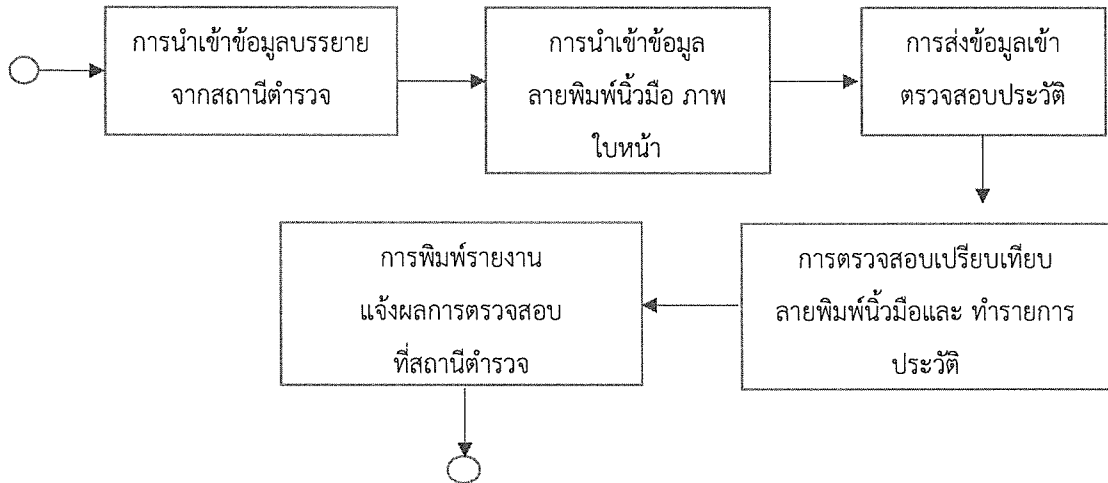 การนำเข้าข้อมูลบรรยาย
จากสถานีตำรวจ
การนำเข้าข้อมูล
ลายพิมพ์นิ้วมือ ภาพ
ใบหน้า
การส่งข้อมูลเข้า
ตรวจสอบประวัติ
การตรวจสอบเปรียบเทียบ
ลายพิมพ์นิ้วมือและ ทำรายการ
ประวัติ
การพิมพ์รายงาน
แจ้งผลการตรวจสอบ
ที่สถานีตำรวจ